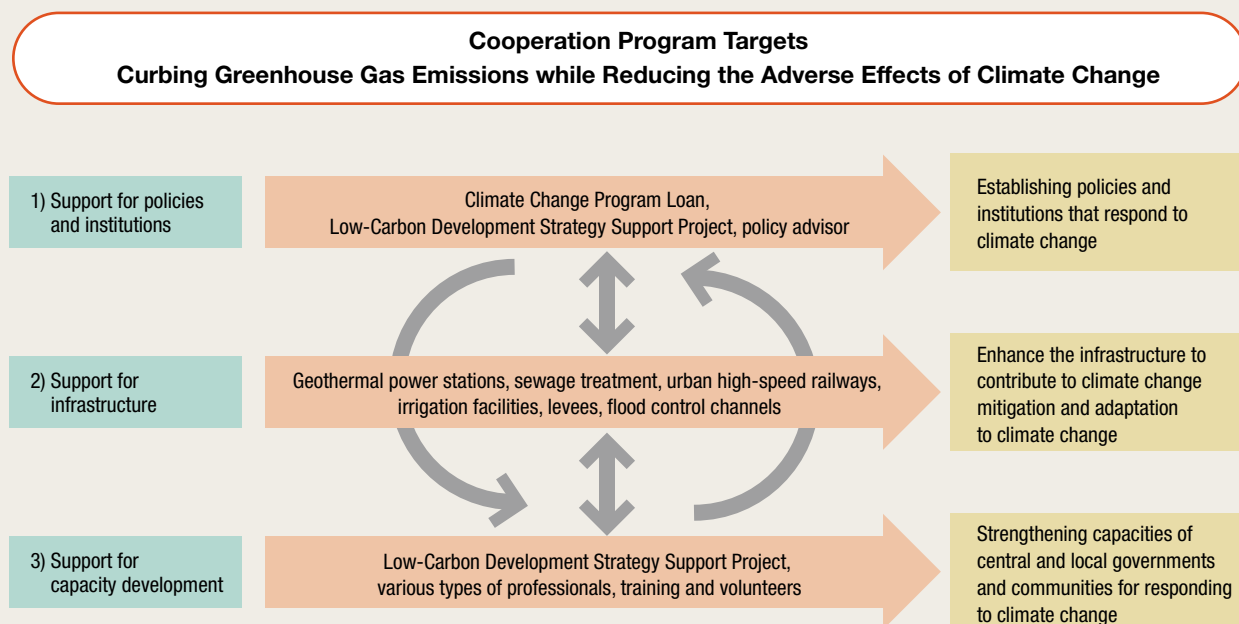 Cooperation Program Targets
Curbing Greenhouse Gas Emissions while Reducing the Adverse Effects of Climate Change
1) Support for policies
and institutions
Climate Change Program Loan,
Low-Carbon Development Strategy Support Project, policy advisor
Establishing policies and
institutions that respond to
climate change
2) Support for
infrastructure
Geothermal power stations, sewage treatment, urban high-speed railways,
irrigation facilities, levees, flood control channels
Enhance the infrastructure to
contribute to climate change
mitigation and adaptation
to climate change
3) Support for
capacity development
Low-Carbon Development Strategy Support Project,
various types of professionals, training and volunteers
Strengthening capacities of
central and local governments
and communities for responding
to climate change